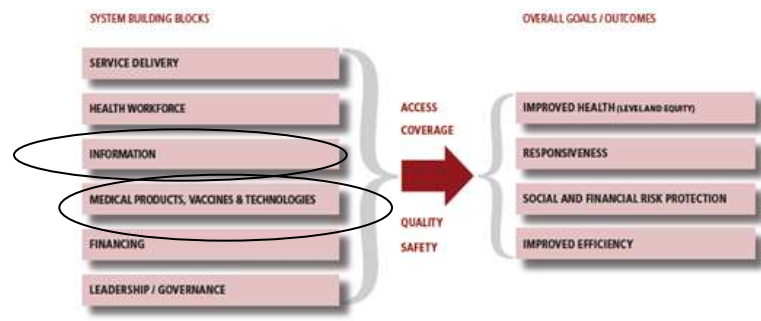 SYSTEM BUILDING BLOCKS
SERVICE DELIVERY
HEALTH WORKFORCE
INFORMATION
MEDICAL PRODUCTS, VACCINES & TECHNOLOGIES
FINANCING
LEADERSHIP / GOVERNANCE
ACCESS
COVERAGE
QUALITY
SAFETY
OVERALL GOALS / OUTCOMES
IMPROVED HEALTH (LEVEL AND EQUITY)
RESPONSIVENESS
SOCIAL AND FINANCIAL RISK PROTECTION
IMPROVED EFFICIENCY